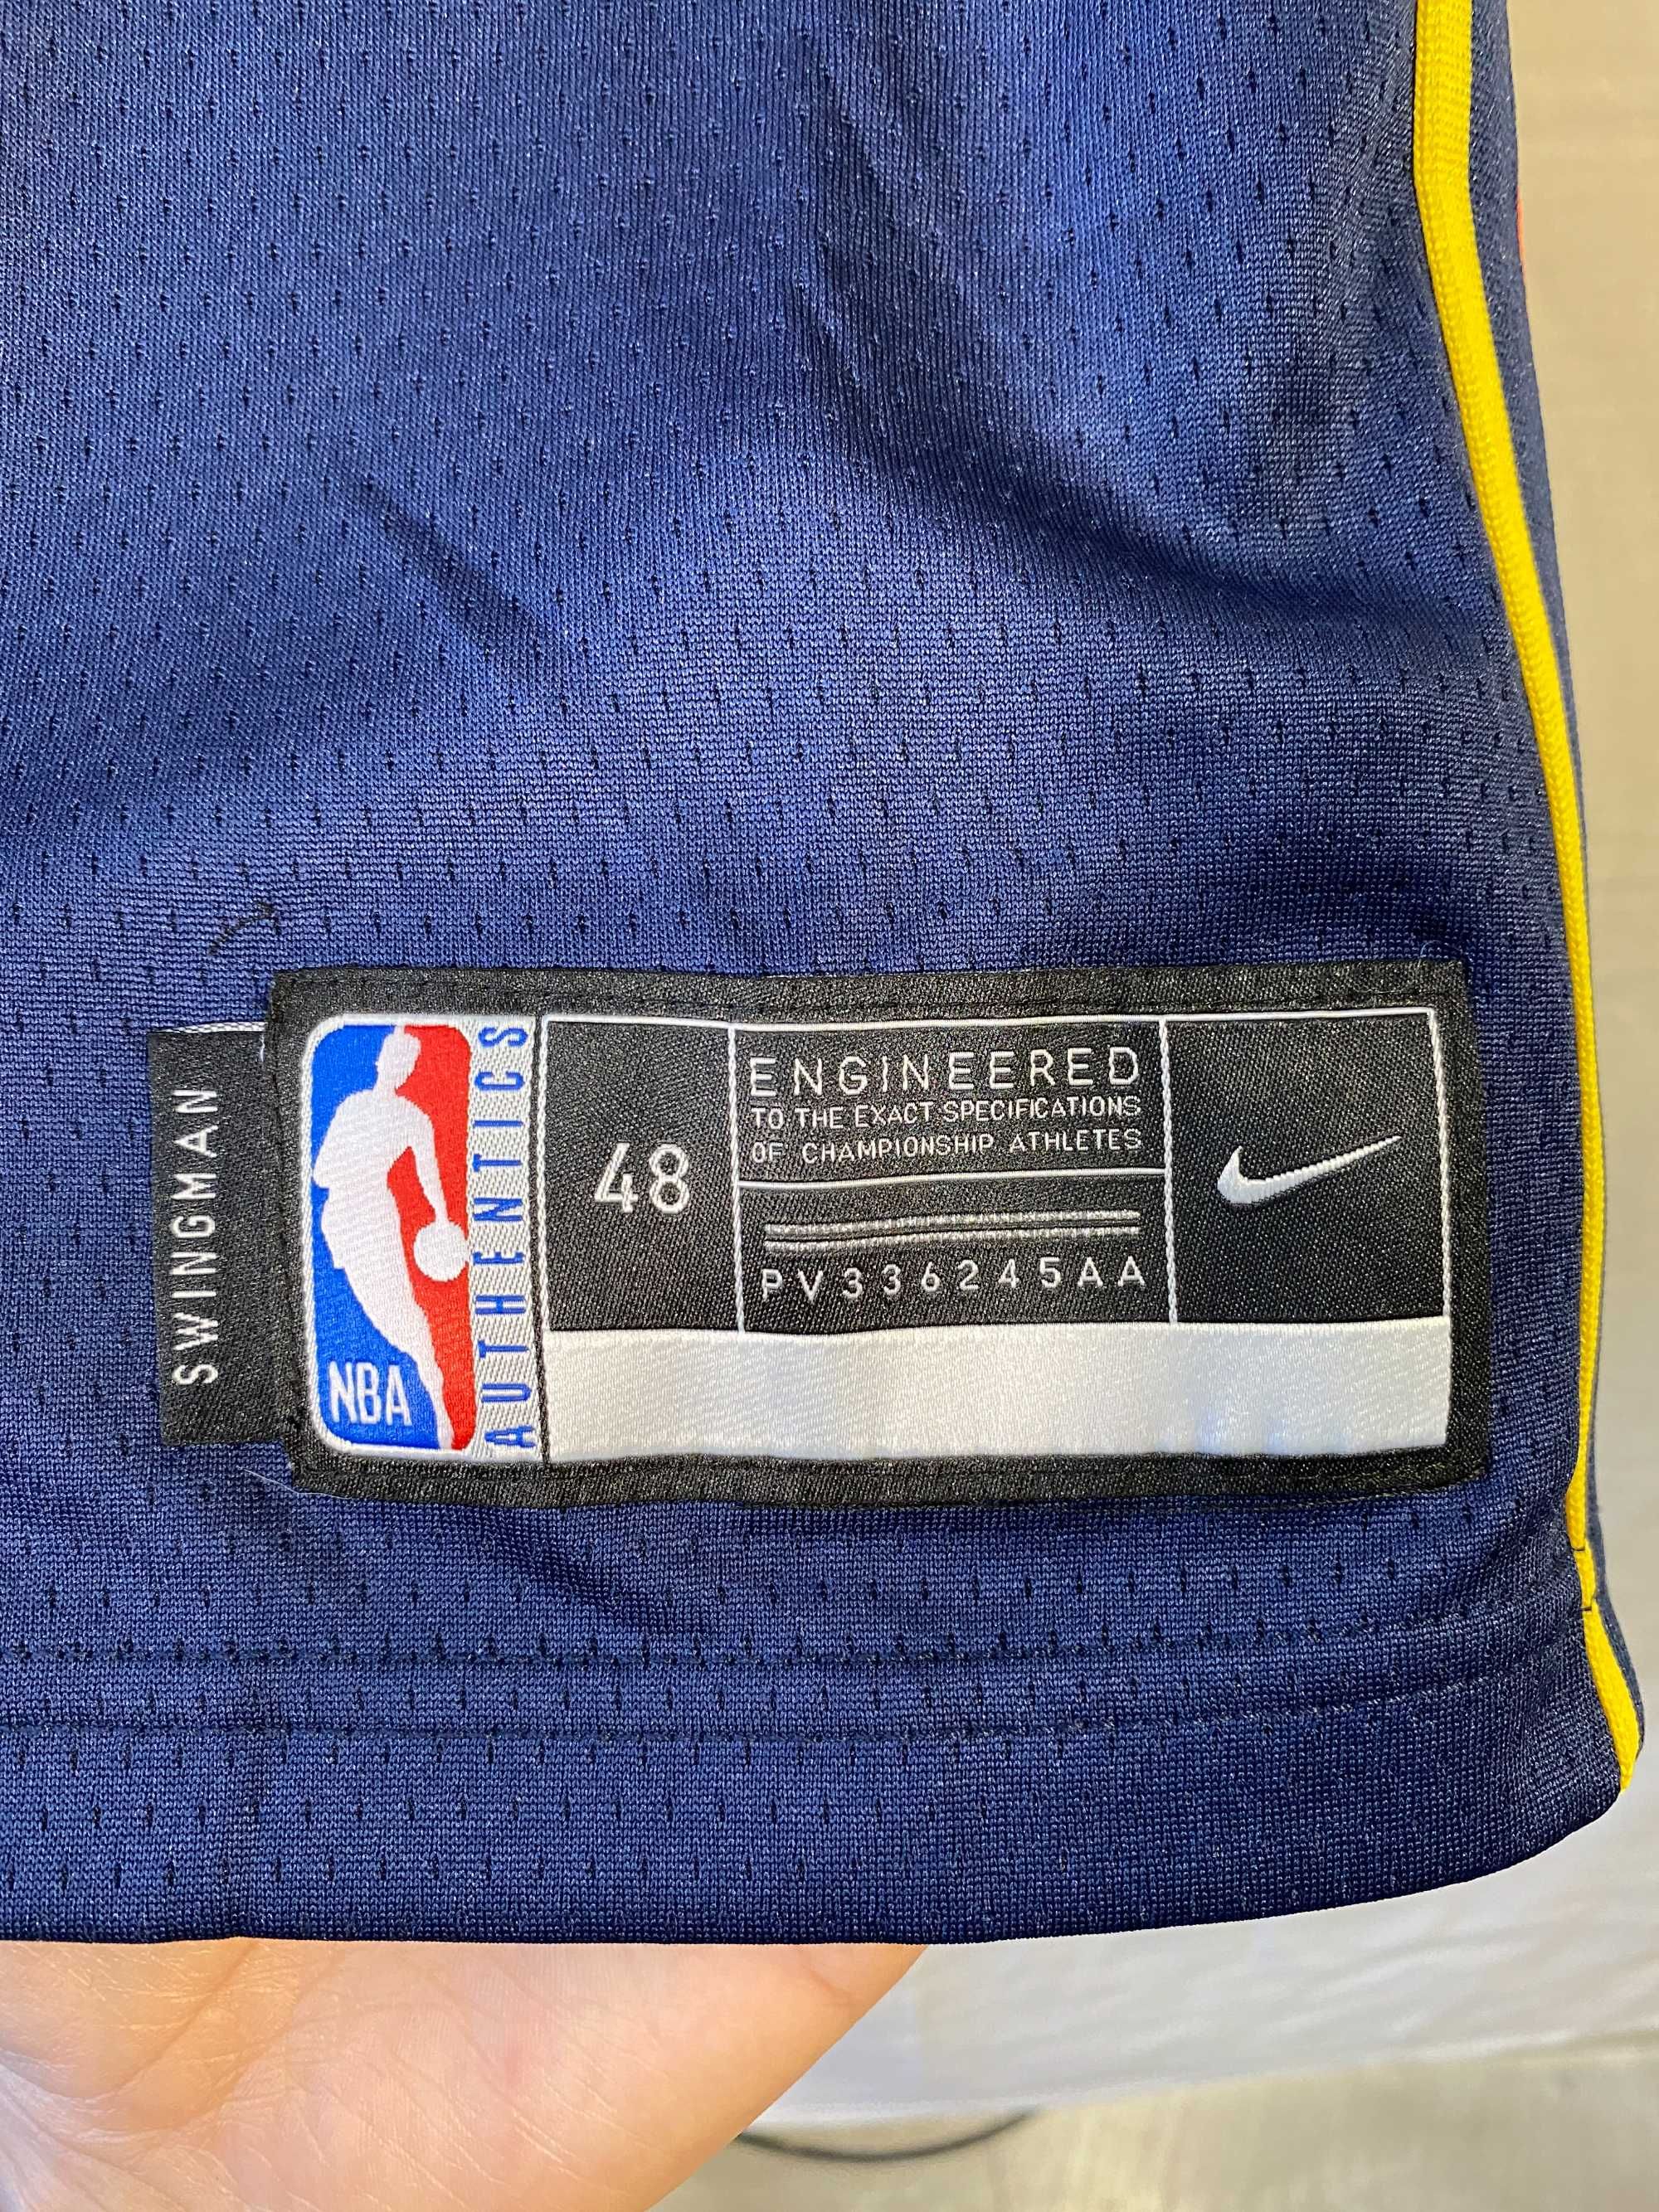 SWINGMAN
NBA
AUTHENTICS
48
ENGINEERED
TO THE EXACT SPECIFICATIONS
OF CHAMPIONSHIP ATHLETES
PV336245AA